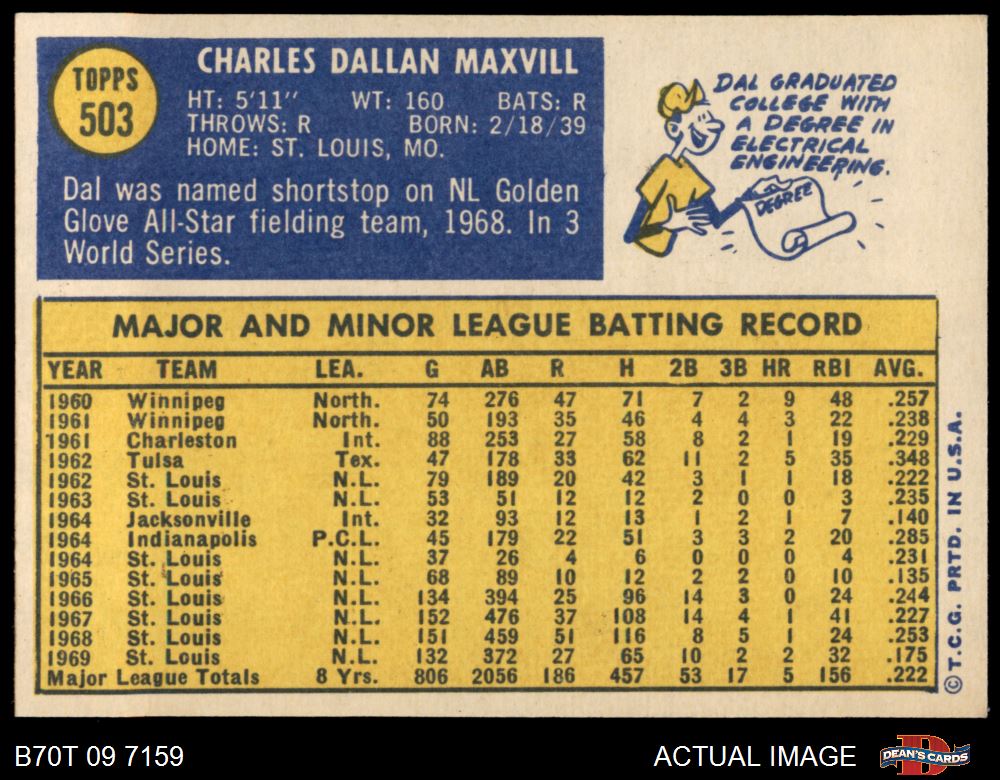 TOPPS
503
CHARLES DALLAN MAXVILL
HT: 5'11" WT: 160 BATS: R
THROWS: R BORN: 2/18/39
HOME: ST. LOUIS, MO.
Dal was named shortstop on NL Golden
Glove All-Star fielding team, 1968. In 3
World Series.
DAL GRADUATED
COLLEGE WITH
A DEGREE IN
ELECTRICAL
ENGINEERING.
DEGREE
MAJOR AND MINOR LEAGUE BATTING RECORD
YEAR TEAM LEA. G AB R H 2B 3B HR RBI AVG.
1960 Winnipeg North. 74 276 47 71 7 2 9 48 .257
1961 Winnipeg North. 50 193 35 46 4 4 3 22 .238
1961 Charleston Int. 88 253 27 58 8 2 1 19 .229
1962 Tulsa Tex. 47 178 33 62 11 2 5 35 .348
1962 St. Louis N.L. 79 189 20 42 3 1 1 18 .222
1963 St. Louis N.L. 53 51 12 12 2 0 0 3 .235
1964 Jacksonville Int. 32 93 12 13 1 2 1 7 .140
1964 Indianapolis P.C.L. 45 179 22 51 3 3 2 20 .285
1964 St. Louis N.L. 37 26 4 6 0 0 0 4 .231
1965 St. Louis N.L. 68 89 10 12 2 2 0 10 .135
1966 St. Louis N.L. 134 394 25 96 14 3 0 24 .244
1967 St. Louis N.L. 152 476 37 108 14 4 1 41 .227
1968 St. Louis N.L. 151 459 51 116 8 5 1 24 .253
1969 St. Louis N.L. 132 372 27 65 10 2 2 32 .175
Major League Totals 8 Yrs. 806 2056 186 457 53 17 5 156 .222
© T.C.G. PRTD. IN U.S.A.
B70T 09 7159
ACTUAL IMAGE
DEAN'S CARDS